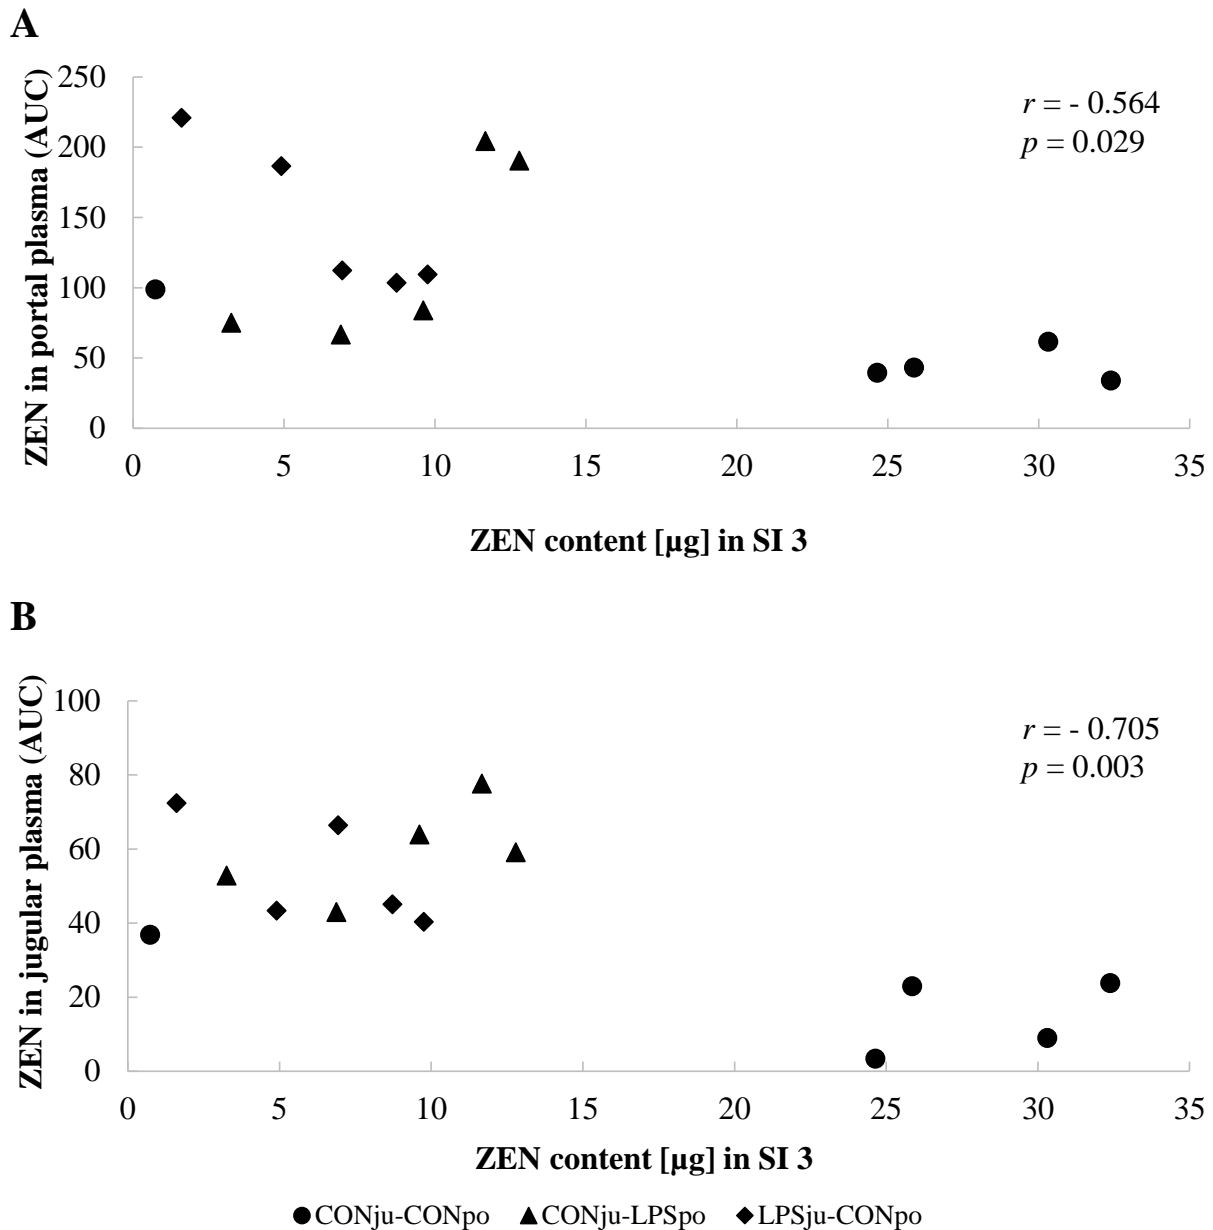 A
ZEN in portal plasma (AUC)
250
200
150
100
50
0
r = - 0.564
p = 0.029
0 5 10 15 20 25 30 35
ZEN content [µg] in SI 3
B
ZEN in jugular plasma (AUC)
100
80
60
40
20
0
r = - 0.705
p = 0.003
0 5 10 15 20 25 30 35
ZEN content [µg] in SI 3
CONju-CONpo CONju-LPSpo LPSju-CONpo